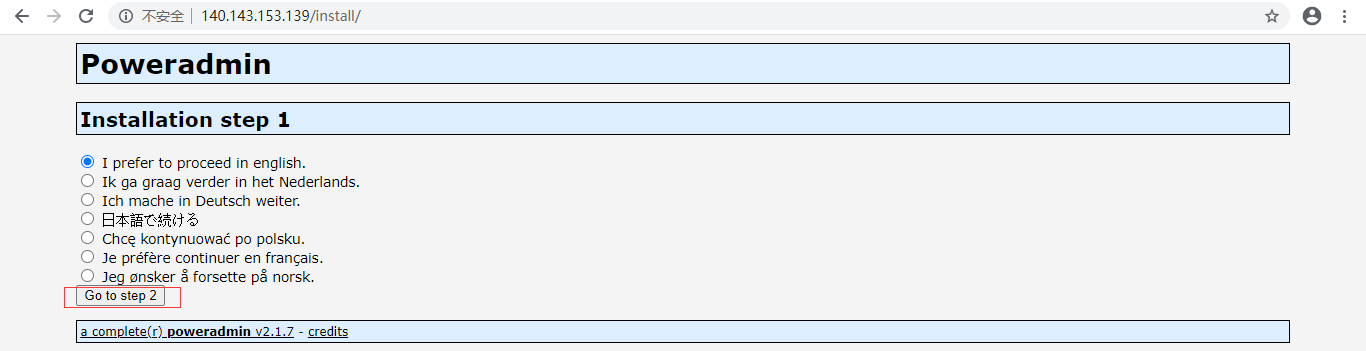 不安全 140.143.153.139/install/
Poweradmin
Installation step 1
I prefer to proceed in english.
Ik ga graag verder in het Nederlands.
Ich mache in Deutsch weiter.
日本語で続ける
Chcę kontynuować po polsku.
Je préfère continuer en français.
Jeg ønsker å forsette på norsk.
Go to step 2
a complete(r) poweradmin v2.1.7 - credits